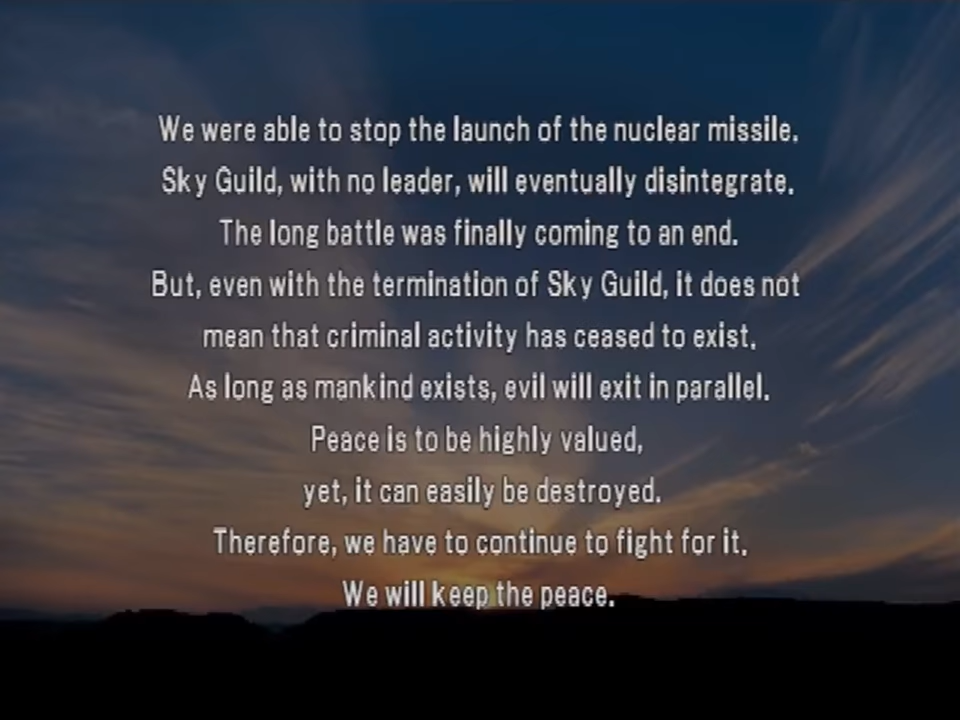 We were able to stop the launch of the nuclear missile.
Sky Guild, with no leader, will eventually disintegrate.
The long battle was finally coming to an end.
But, even with the termination of Sky Guild, it does not
mean that criminal activity has ceased to exist.
As long as mankind exists, evil will exit in parallel.
Peace is to be highly valued,
yet, it can easily be destroyed.
Therefore, we have to continue to fight for it.
We will keep the peace.